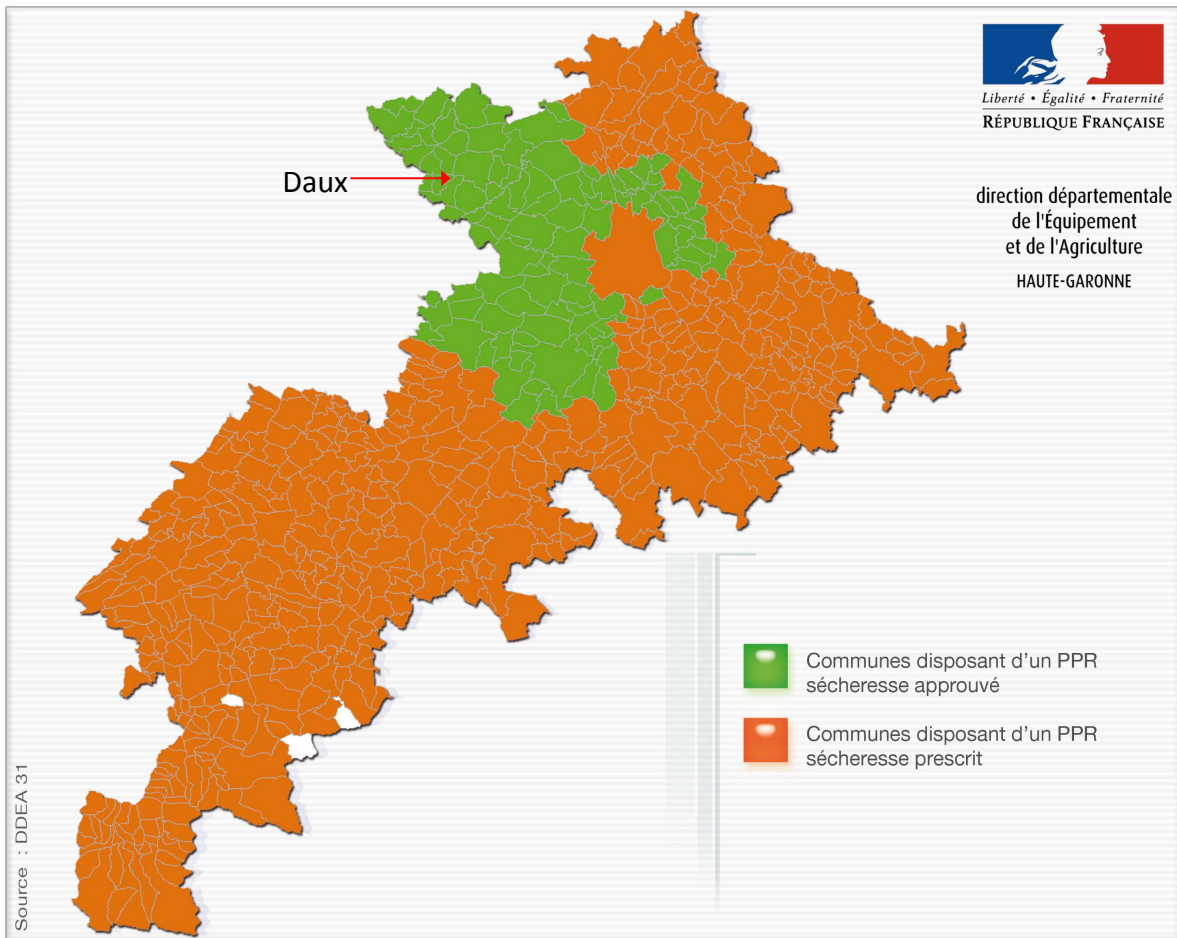 Liberté • Égalité • Fraternité
RÉPUBLIQUE FRANÇAISE
Daux
direction départementale
de l'Équipement
et de l'Agriculture
HAUTE-GARONNE
Communes disposant d’un PPR
sécheresse approuvé
Communes disposant d’un PPR
sécheresse prescrit
Source : DDEA 31